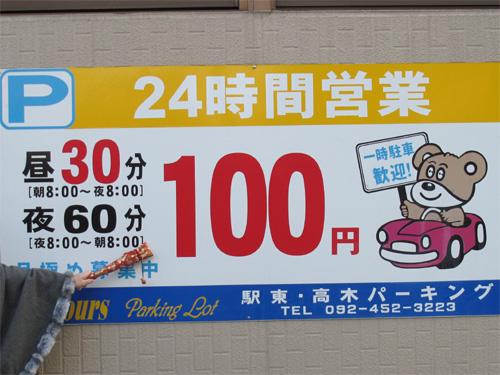 P 24時間営業
昼30分
[朝8:00～夜8:00]
夜60分
[夜8:00～朝8:00]
100円
一時駐車
歓迎!
月極め募集中
ours Parking Lot
駅東・高木パーキング
TEL 092-452-3223